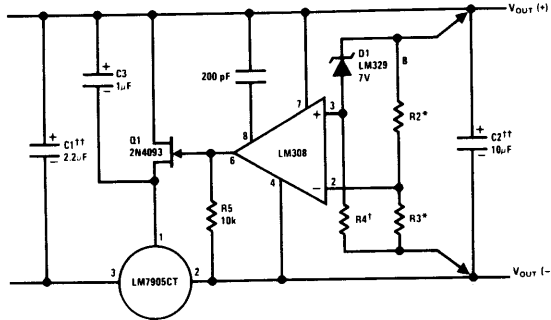 VOUT (+)
C3
1µF
200 pF
D1
LM329
7V
B
7
3
+
R2*
C1††
2.2µF
Q1
2N4093
8
6
LM308
C2††
10µF
4
−
2
R5
10k
R4†
R3*
1
3
LM7905CT
2
VOUT (−)